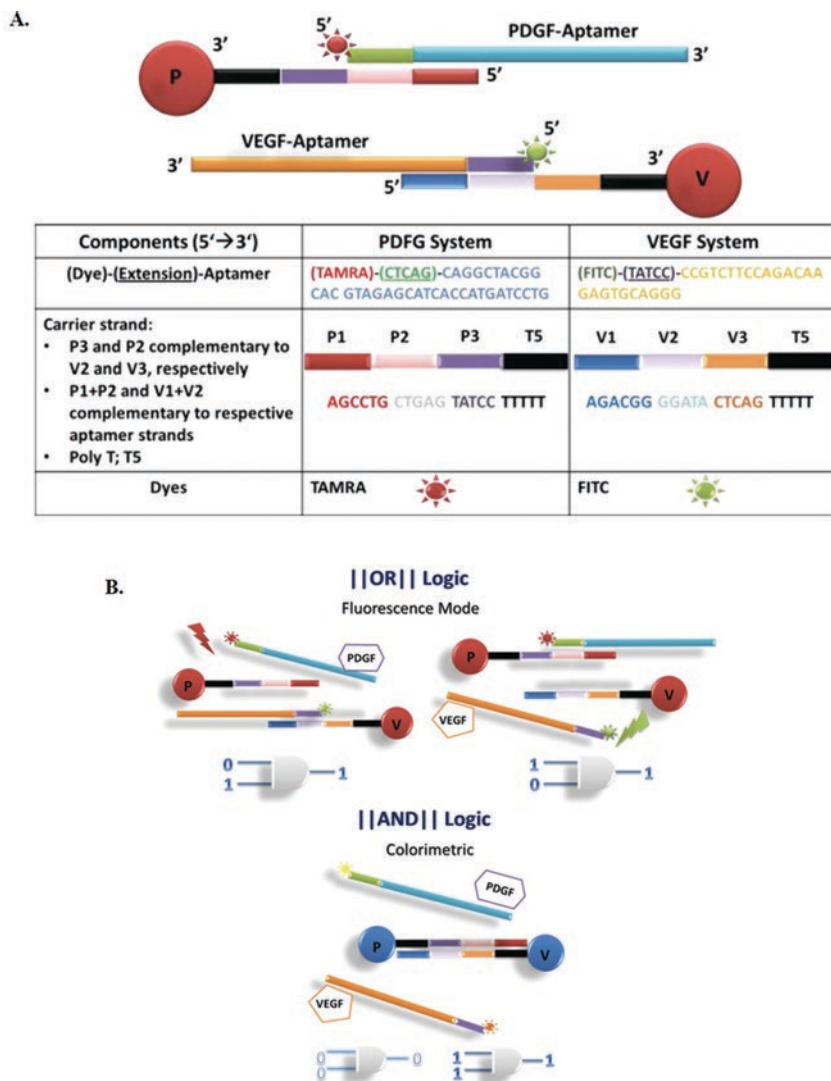 A.
5’
PDGF-Aptamer
3’
3’
P
5’
VEGF-Aptamer
5’
3’
3’
5’
V
Components (5‘→3‘)
PDFG System
VEGF System
(Dye)-(Extension)-Aptamer
(TAMRA)-(CTCAG)-CAGGCTACGG
CAC GTAGAGCATCACCATGATCCTG
(FITC)-(TATCC)-CCGTCTTCCAGACAA
GAGTGCAGGG
Carrier strand:
• P3 and P2 complementary to
V2 and V3, respectively
• P1+P2 and V1+V2
complementary to respective
aptamer strands
• Poly T; T5
P1 P2 P3 T5
AGCCTG CTGAG TATCC TTTTT
V1 V2 V3 T5
AGACGG GGATA CTCAG TTTTT
Dyes
TAMRA
FITC
B.
||OR|| Logic
Fluorescence Mode
PDGF
P
V
0
1
1
P
V
VEGF
1
0
1
||AND|| Logic
Colorimetric
PDGF
P
V
VEGF
0
0
0
1
1
1